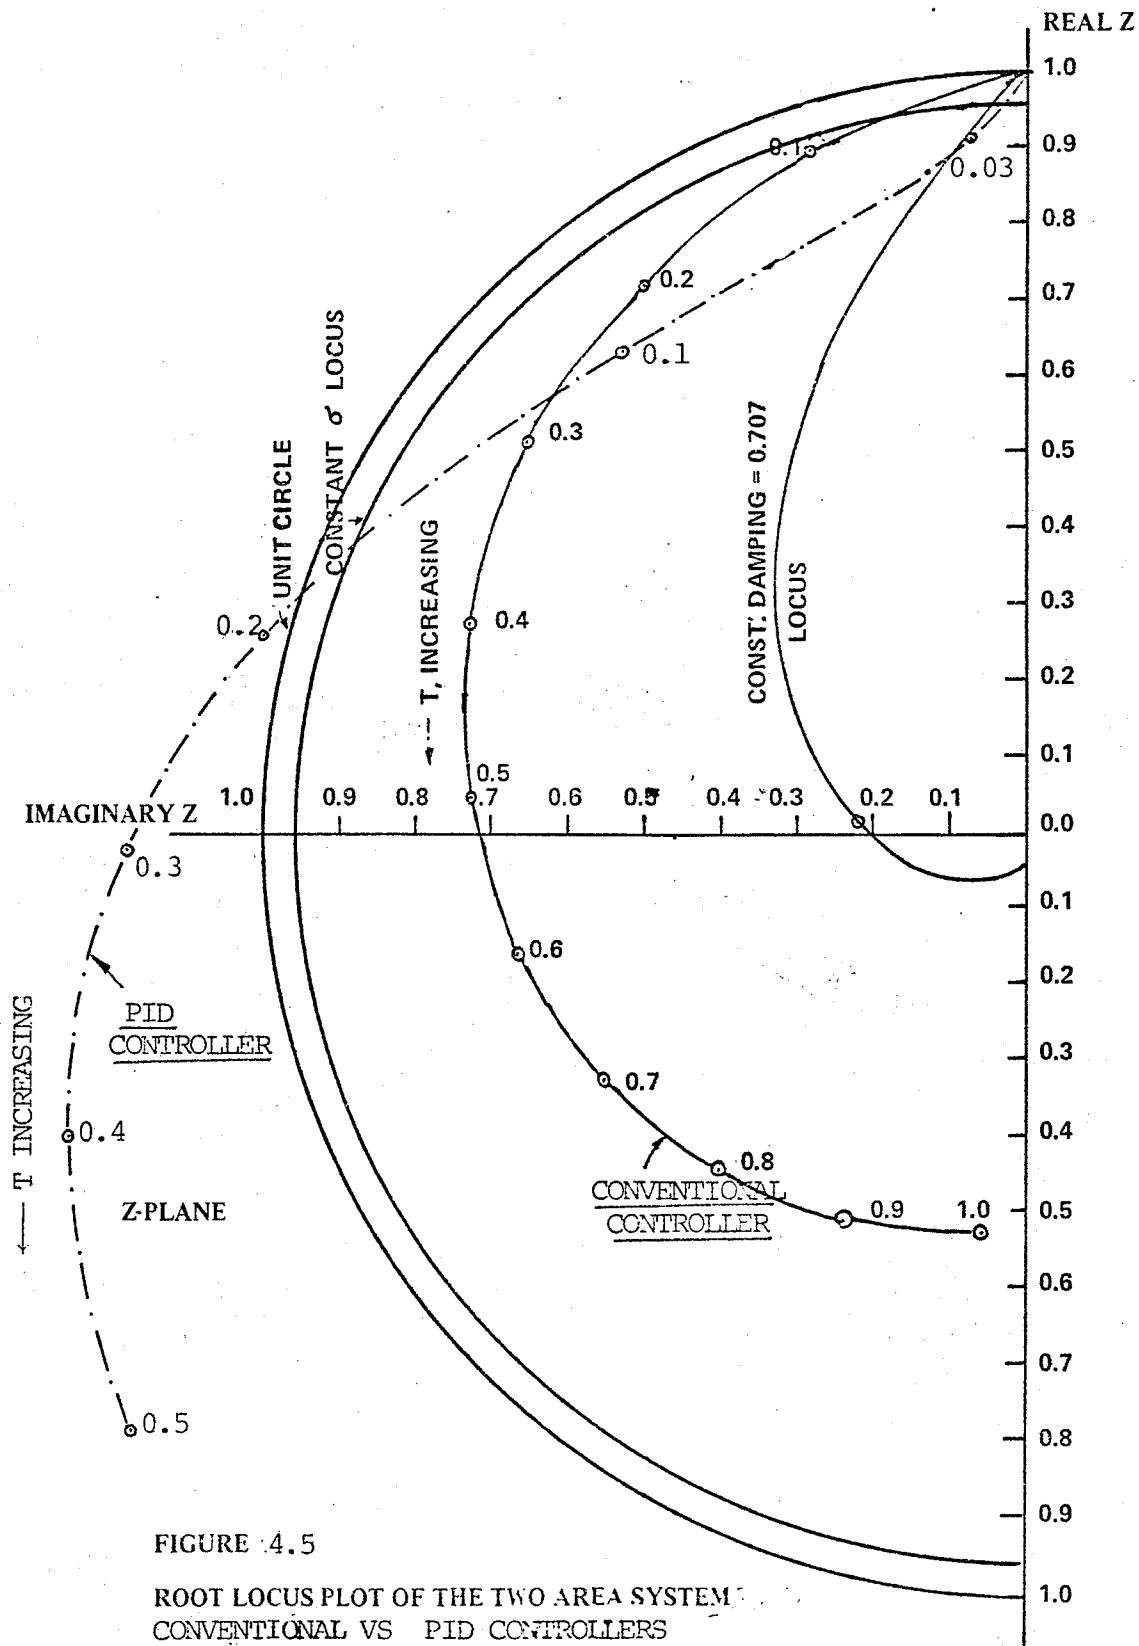 REAL Z
1.0
0.9
0.8
0.7
0.6
0.5
0.4
0.3
0.2
0.1
0.0
0.1
0.2
0.3
0.4
0.5
0.6
0.7
0.8
0.9
1.0
0.1
0.03
0.2
0.1
0.3
0.4
0.5
0.6
0.7
0.8
0.9
1.0
CONSTANT σ LOCUS
UNIT CIRCLE
T, INCREASING
CONST. DAMPING = 0.707
LOCUS
0.2
IMAGINARY Z
1.0
0.9
0.8
0.7
0.6
0.5
0.4
0.3
0.2
0.1
0.3
PID
CONTROLLER
T INCREASING
0.4
Z-PLANE
0.5
CONVENTIONAL
CONTROLLER
FIGURE 4.5
ROOT LOCUS PLOT OF THE TWO AREA SYSTEM
CONVENTIONAL VS PID CONTROLLERS